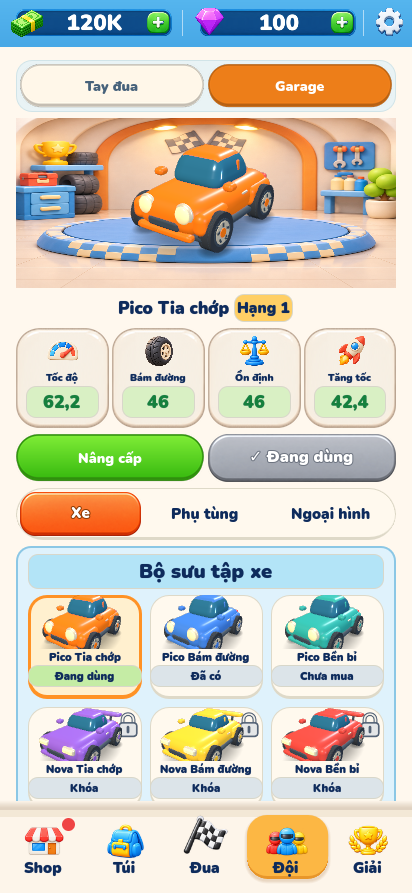 120K
+
100
+
Tay đua
Garage
Pico Tia chớp Hạng 1
Tốc độ
Bám đường
Ổn định
Tăng tốc
62,2
46
46
42,4
Nâng cấp
✓ Đang dùng
Xe
Phụ tùng
Ngoại hình
Bộ sưu tập xe
Pico Tia chớp
Pico Bám đường
Pico Bền bỉ
Đang dùng
Đã có
Chưa mua
Nova Tia chớp
Nova Bám đường
Nova Bền bỉ
Khóa
Khóa
Khóa
Shop
Túi
Đua
Đội
Giải